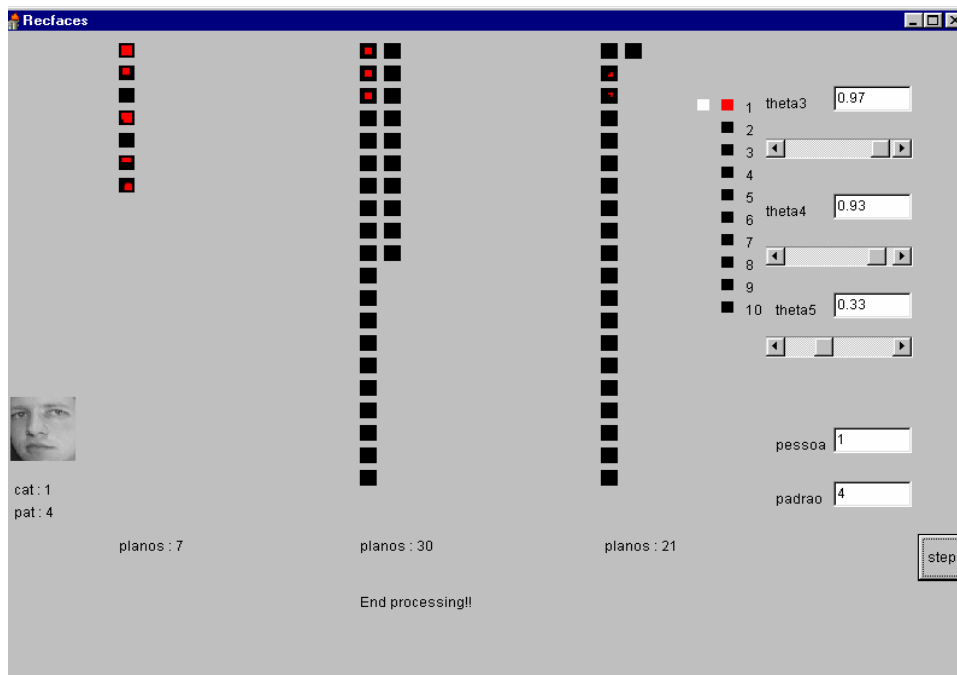 Recfaces
1 theta3 0.97
2
3
4
5
6 theta4 0.93
7
8
9
10 theta5 0.33
pessoa 1
cat : 1
padrao 4
pat : 4
planos : 7 planos : 30 planos : 21
step
End processing!!